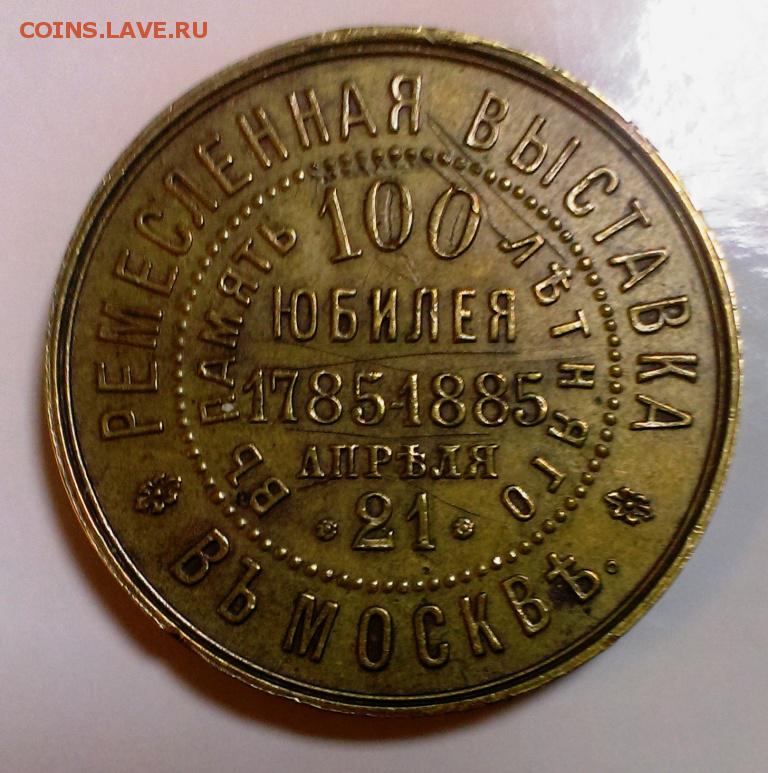 COINS.LAVE.RU
РЕМЕСЛЕННАЯ ВЫСТАВКА
ВЪ МОСКВѢ.
ВЪ ПАМЯТЬ 100 ЛѢТНЯГО
ЮБИЛЕЯ
1785-1885
АПРѢЛЯ
21